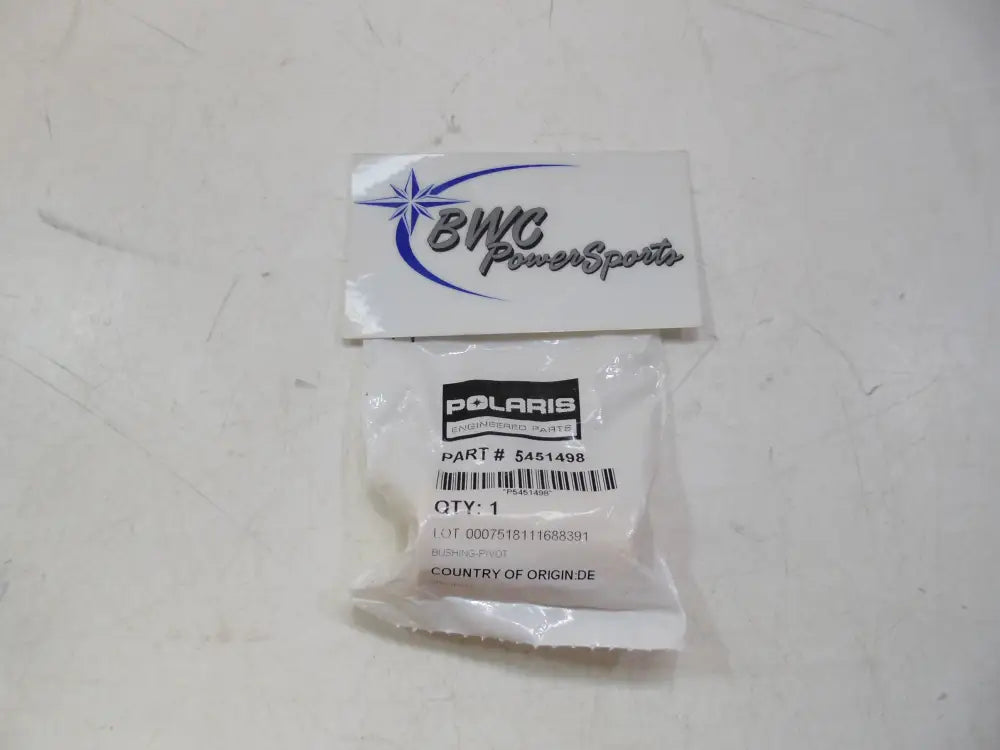 BWC
PowerSports
POLARIS
ENGINEERED PARTS
PART # 5451498
*P5451498*
QTY: 1
LOT 0007518111688391
BUSHING-PIVOT
COUNTRY OF ORIGIN:DE